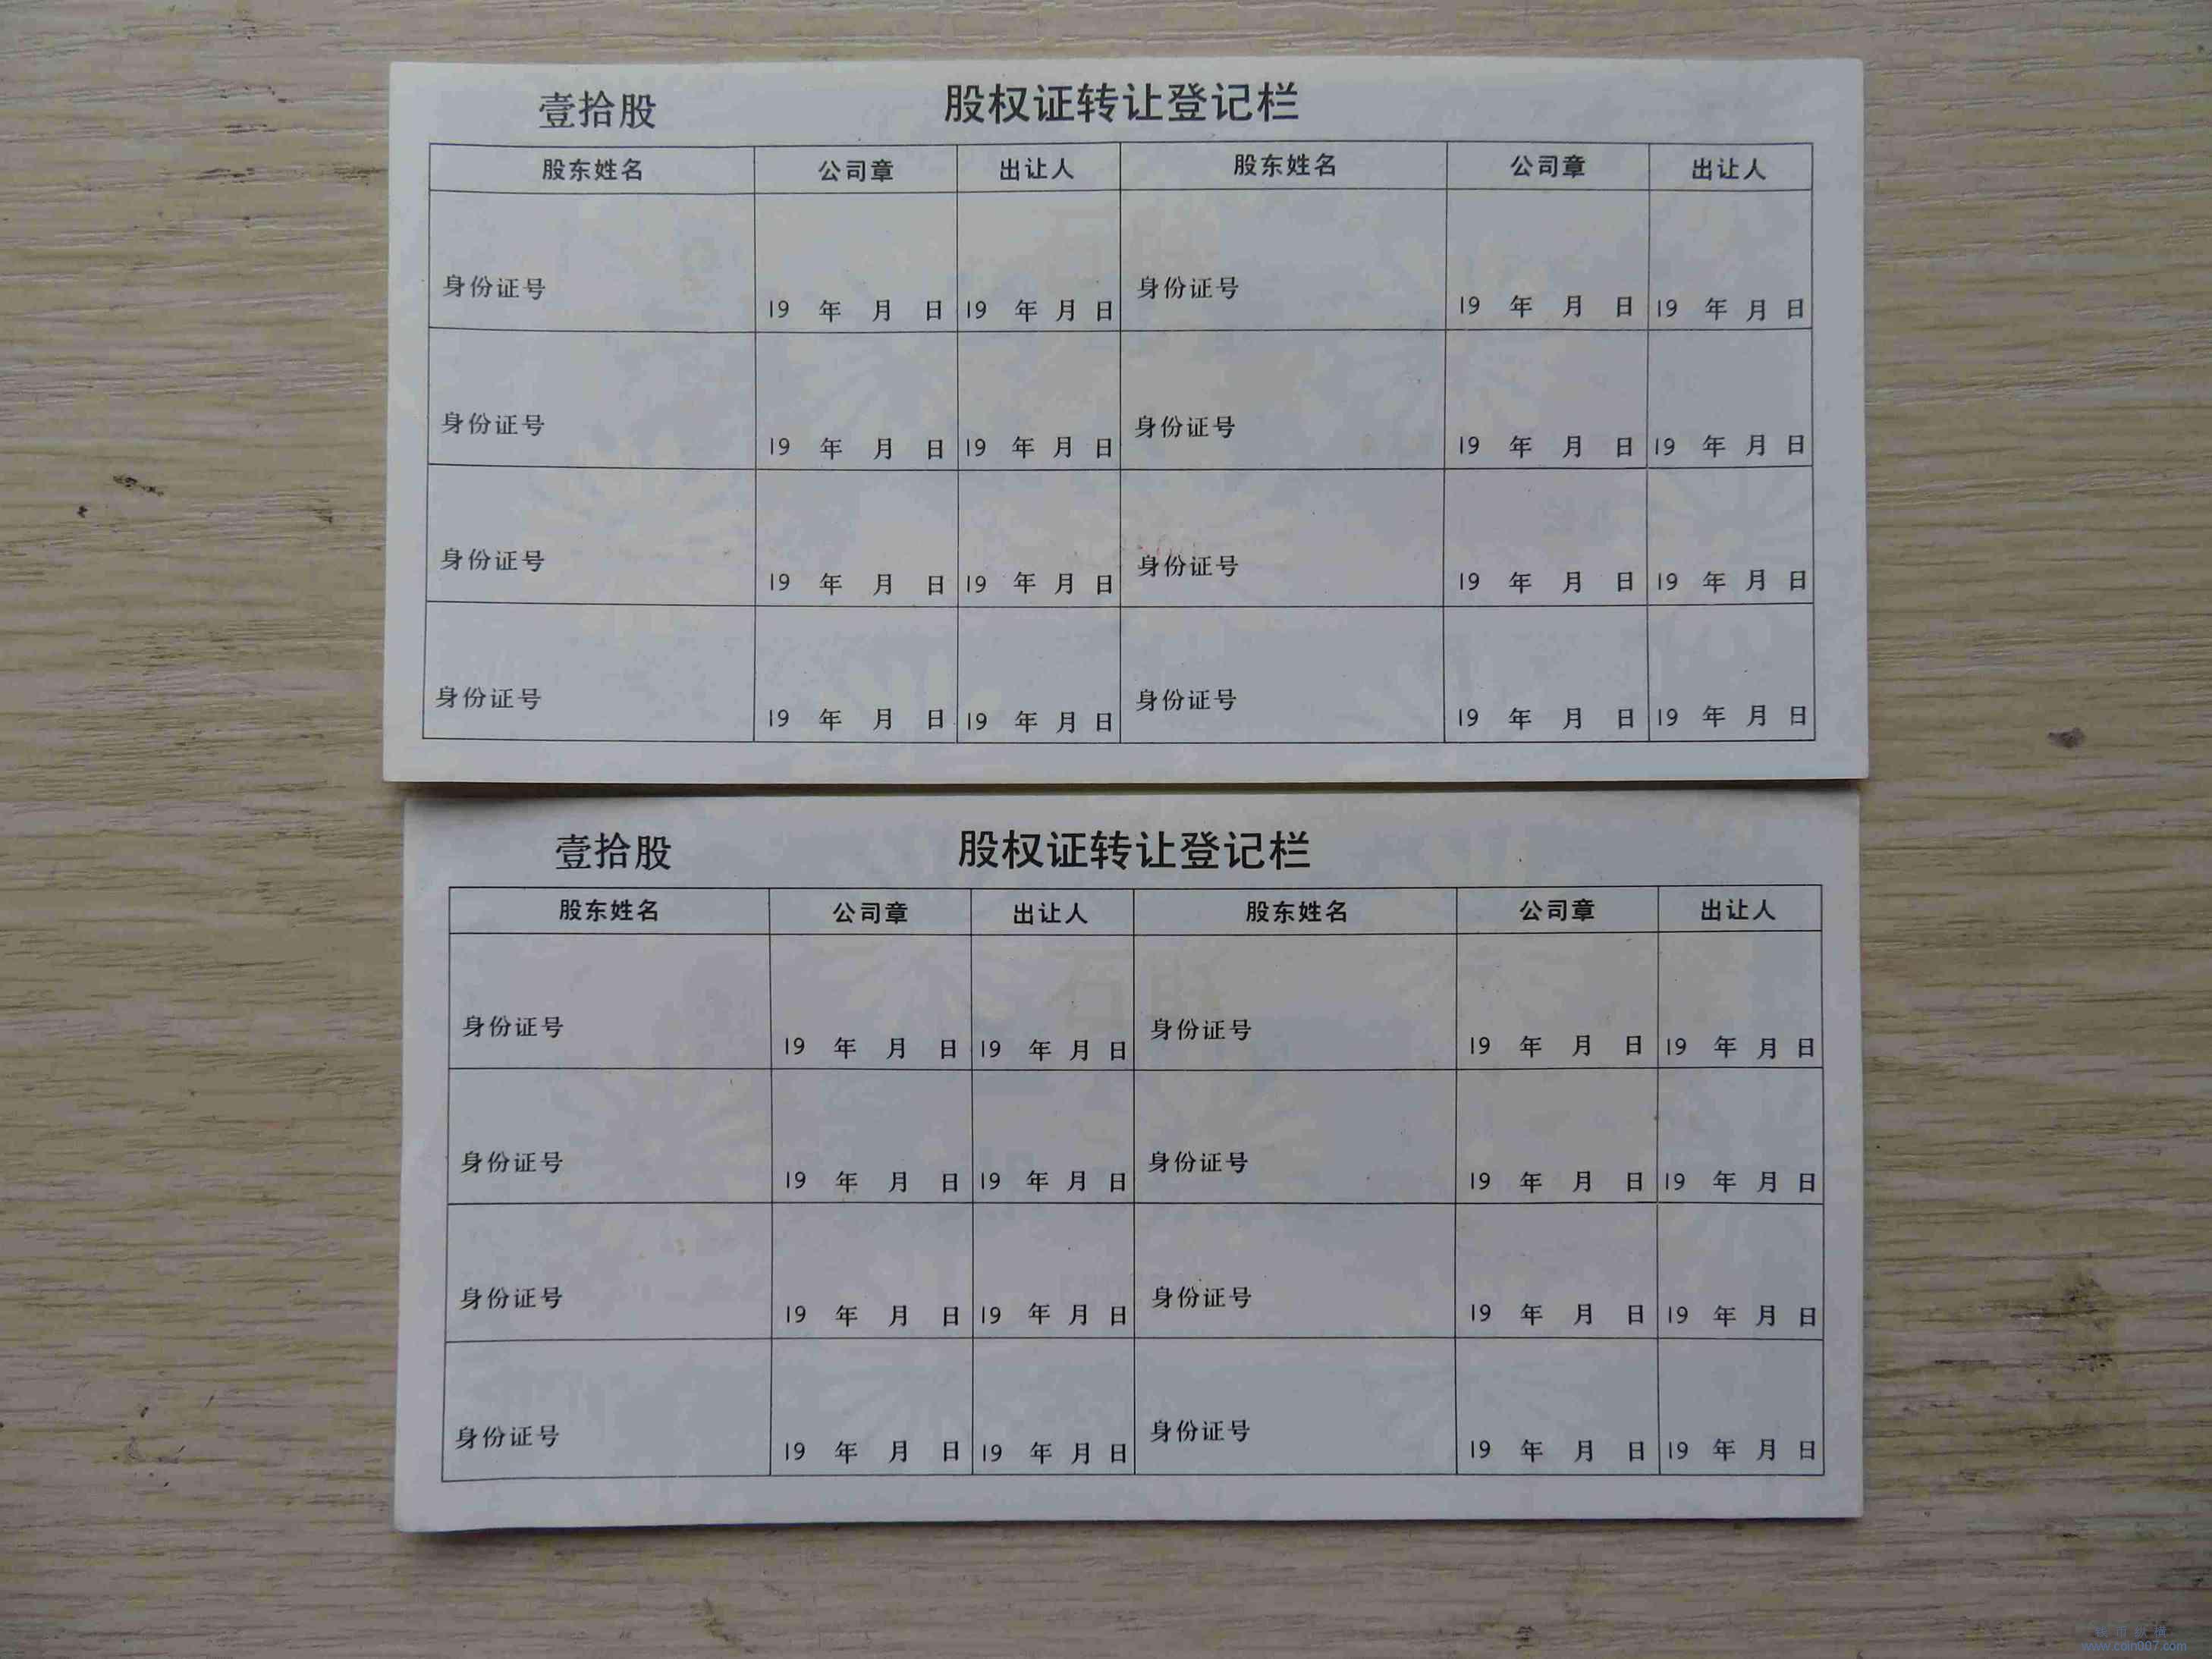 壹拾股 股权证转让登记栏
股东姓名 公司章 出让人 股东姓名 公司章 出让人
身份证号 19 年 月 日 19 年 月 日 身份证号 19 年 月 日 19 年 月 日
身份证号 19 年 月 日 19 年 月 日 身份证号 19 年 月 日 19 年 月 日
身份证号 19 年 月 日 19 年 月 日 身份证号 19 年 月 日 19 年 月 日
身份证号 19 年 月 日 19 年 月 日 身份证号 19 年 月 日 19 年 月 日
壹拾股 股权证转让登记栏
股东姓名 公司章 出让人 股东姓名 公司章 出让人
身份证号 19 年 月 日 19 年 月 日 身份证号 19 年 月 日 19 年 月 日
身份证号 19 年 月 日 19 年 月 日 身份证号 19 年 月 日 19 年 月 日
身份证号 19 年 月 日 19 年 月 日 身份证号 19 年 月 日 19 年 月 日
身份证号 19 年 月 日 19 年 月 日 身份证号 19 年 月 日 19 年 月 日
www.coin007.com